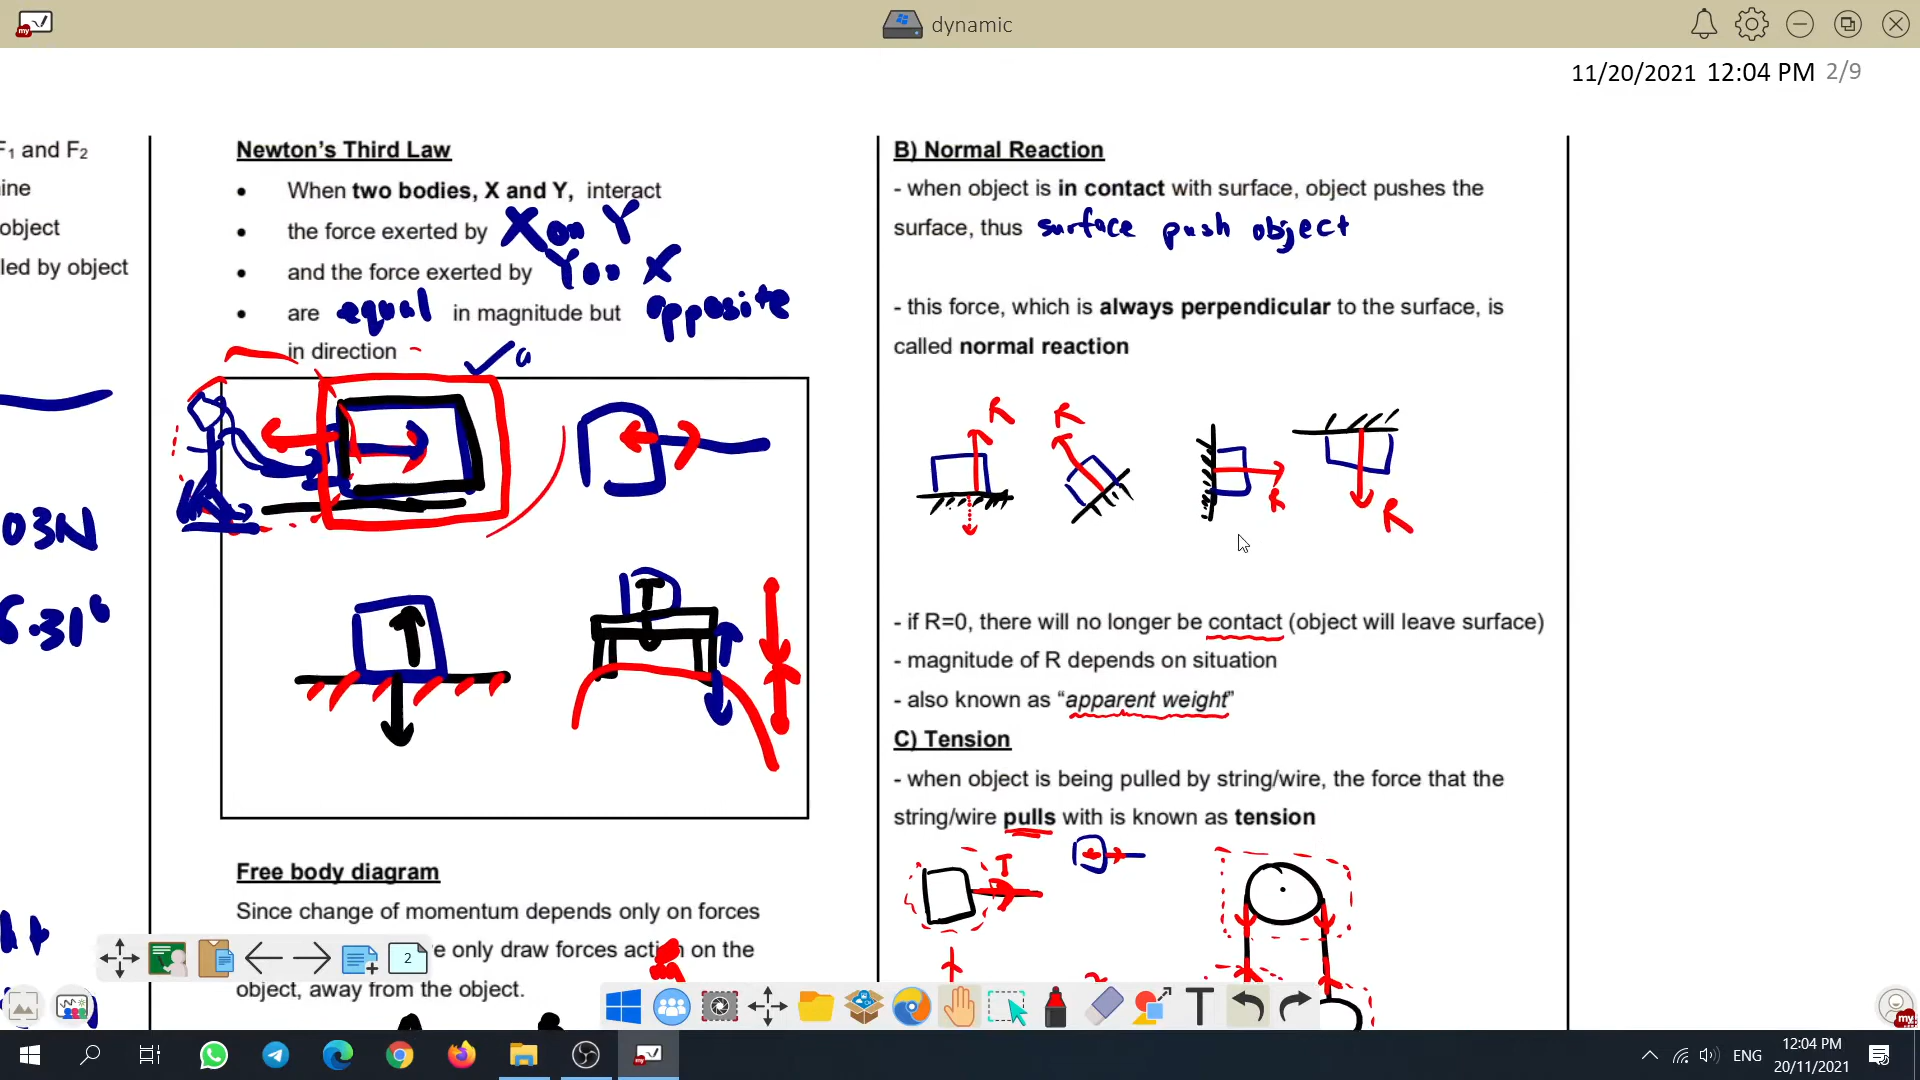 dynamic
11/20/2021 12:04 PM 2/9
F₁ and F₂
ine
object
led by object
03N
6.31°
Newton's Third Law
• When two bodies, X and Y, interact
• the force exerted by X on Y
• and the force exerted by Y on X
• are equal in magnitude but opposite
in direction
a
Free body diagram
Since change of momentum depends only on forces
e only draw forces acti n on the
object, away from the object.
B) Normal Reaction
- when object is in contact with surface, object pushes the
surface, thus surface push object
- this force, which is always perpendicular to the surface, is
called normal reaction
R R R R
- if R=0, there will no longer be contact (object will leave surface)
- magnitude of R depends on situation
- also known as “apparent weight”
C) Tension
- when object is being pulled by string/wire, the force that the
string/wire pulls with is known as tension
T
2
T
ENG
12:04 PM
20/11/2021